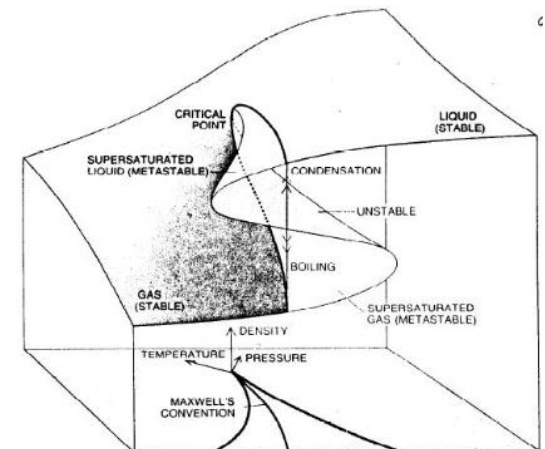 CRITICAL
POINT
LIQUID
(STABLE)
SUPERSATURATED
LIQUID (METASTABLE)
CONDENSATION
UNSTABLE
BOILING
GAS
(STABLE)
SUPERSATURATED
GAS (METASTABLE)
DENSITY
TEMPERATURE
PRESSURE
MAXWELL'S
CONVENTION